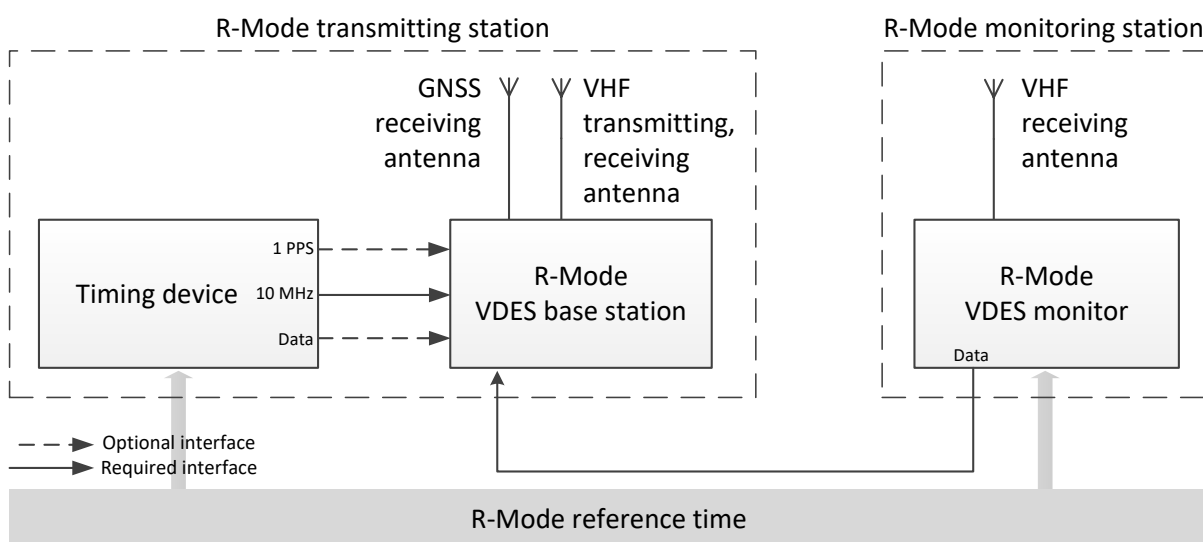 R-Mode transmitting station
R-Mode monitoring station
GNSS
receiving
antenna
VHF
transmitting,
receiving
antenna
VHF
receiving
antenna
Timing device
1 PPS
10 MHz
Data
R-Mode
VDES base station
R-Mode
VDES monitor
Data
Optional interface
Required interface
R-Mode reference time